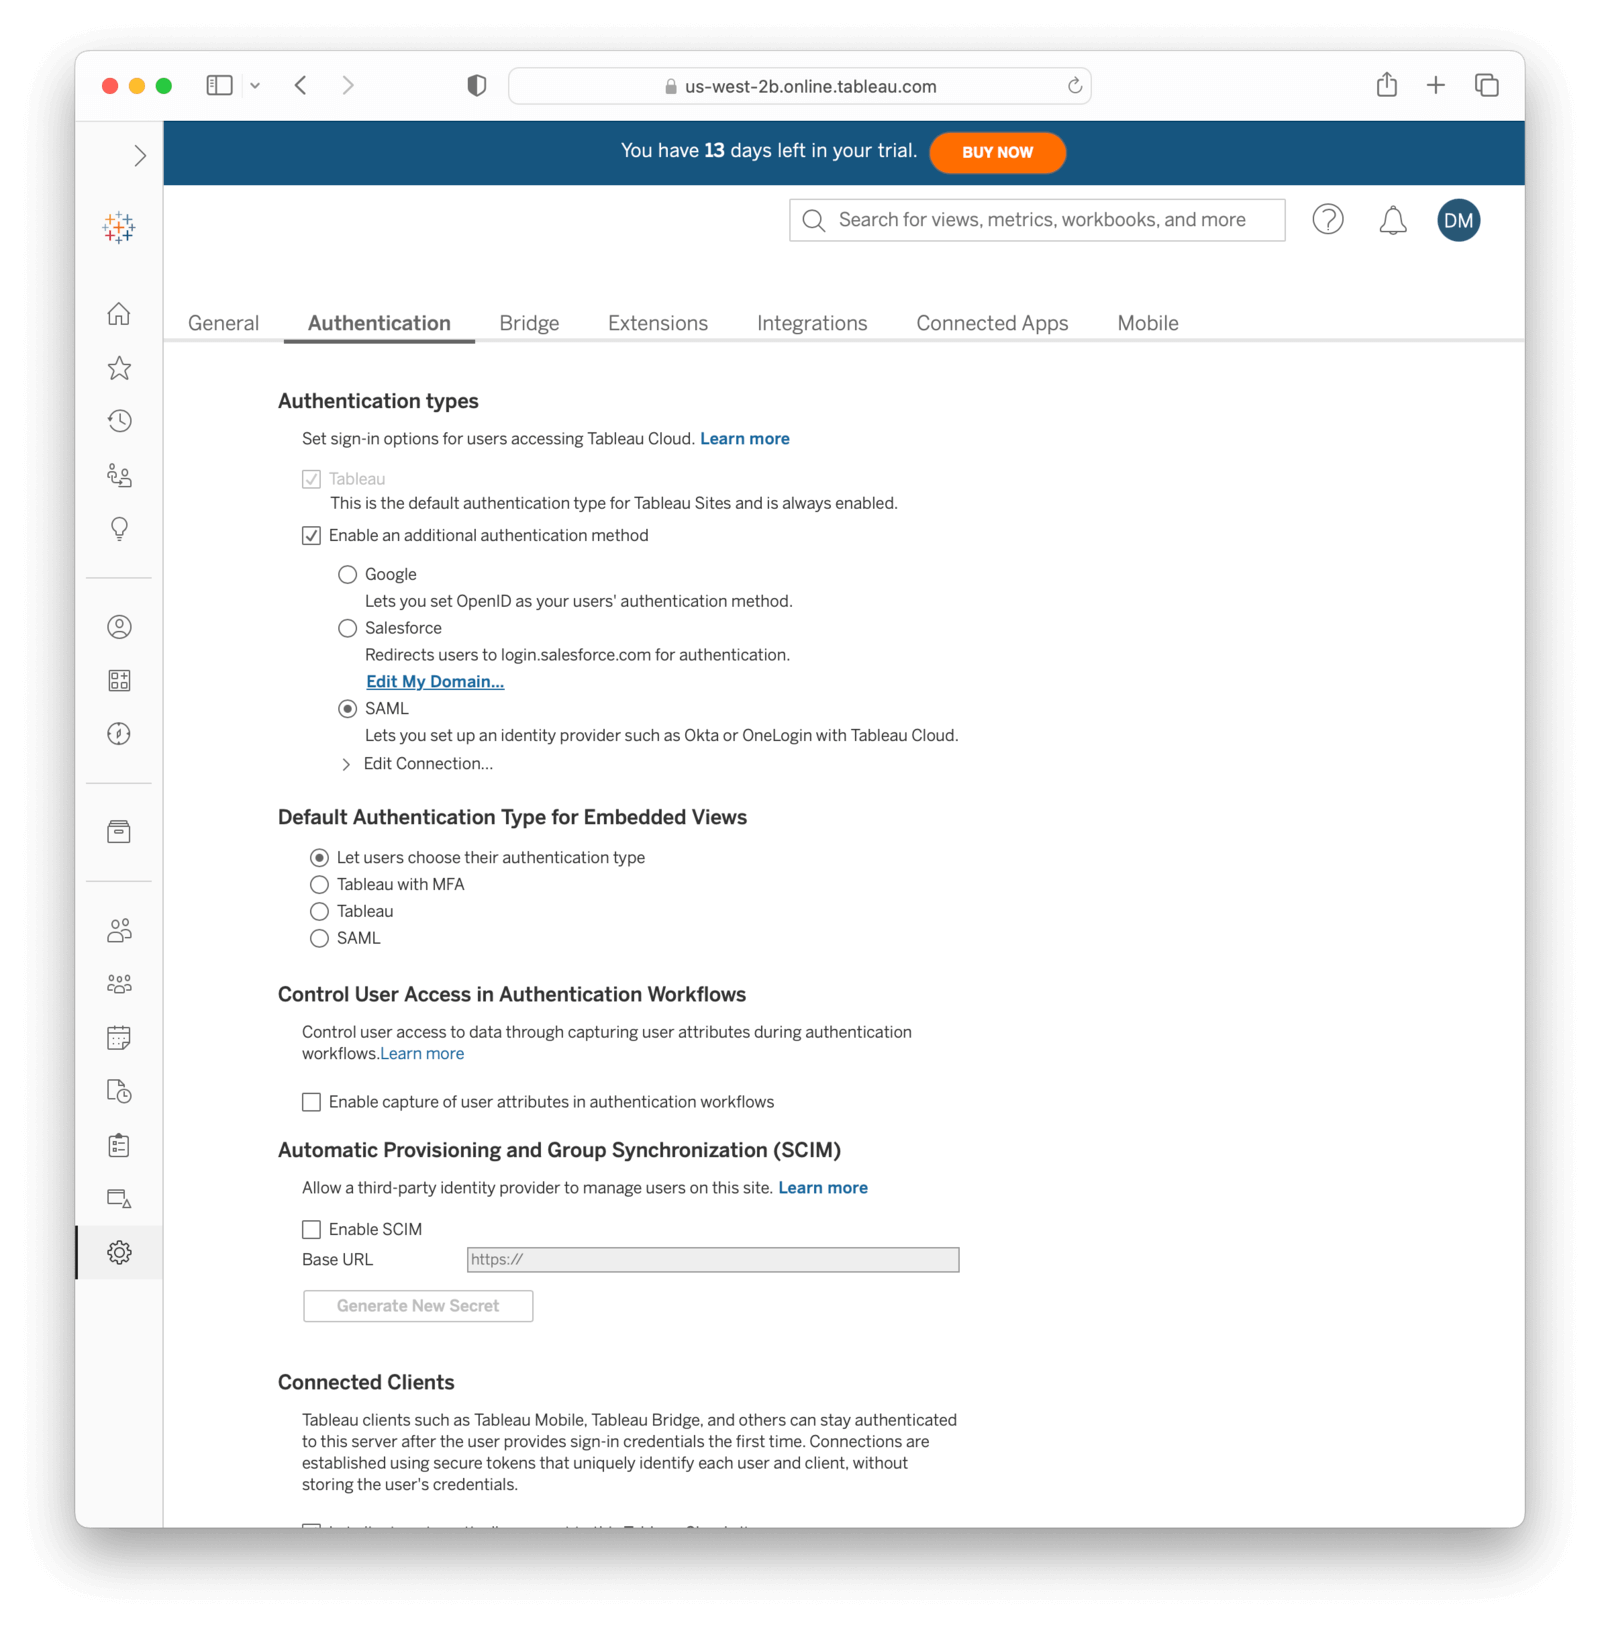 us-west-2b.online.tableau.com
You have 13 days left in your trial.
BUY NOW
Search for views, metrics, workbooks, and more
DM
General
Authentication
Bridge
Extensions
Integrations
Connected Apps
Mobile
Authentication types
Set sign-in options for users accessing Tableau Cloud. Learn more
Tableau
This is the default authentication type for Tableau Sites and is always enabled.
Enable an additional authentication method
Google
Lets you set OpenID as your users' authentication method.
Salesforce
Redirects users to login.salesforce.com for authentication.
Edit My Domain...
SAML
Lets you set up an identity provider such as Okta or OneLogin with Tableau Cloud.
Edit Connection...
Default Authentication Type for Embedded Views
Let users choose their authentication type
Tableau with MFA
Tableau
SAML
Control User Access in Authentication Workflows
Control user access to data through capturing user attributes during authentication
workflows.Learn more
Enable capture of user attributes in authentication workflows
Automatic Provisioning and Group Synchronization (SCIM)
Allow a third-party identity provider to manage users on this site. Learn more
Enable SCIM
Base URL
https://
Generate New Secret
Connected Clients
Tableau clients such as Tableau Mobile, Tableau Bridge, and others can stay authenticated
to this server after the user provides sign-in credentials the first time. Connections are
established using secure tokens that uniquely identify each user and client, without
storing the user's credentials.